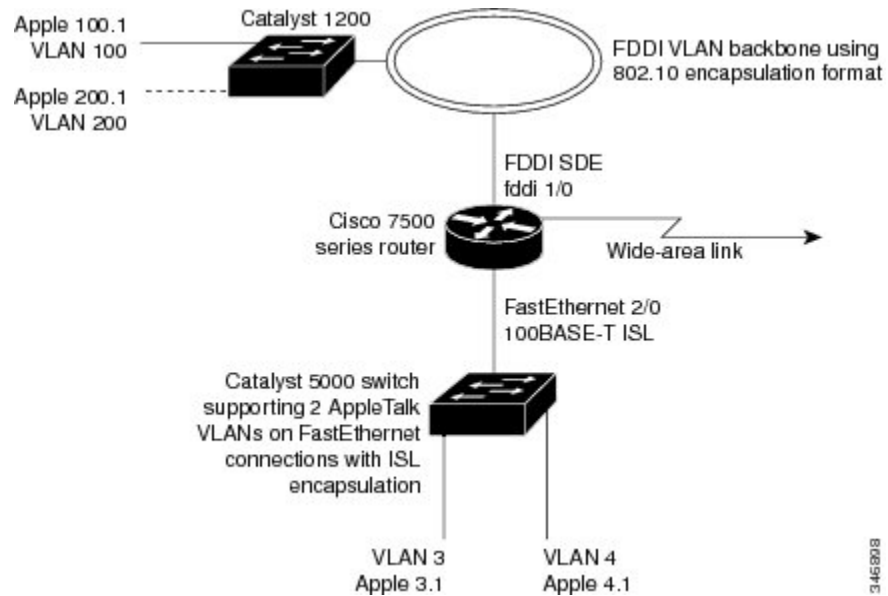 Catalyst 1200
Apple 100.1
VLAN 100
Apple 200.1
VLAN 200
FDDI VLAN backbone using
802.10 encapsulation format
FDDI SDE
fddi 1/0
Cisco 7500
series router
Wide-area link
FastEthernet 2/0
100BASE-T ISL
Catalyst 5000 switch
supporting 2 AppleTalk
VLANs on FastEthernet
connections with ISL
encapsulation
VLAN 3
Apple 3.1
VLAN 4
Apple 4.1
346898